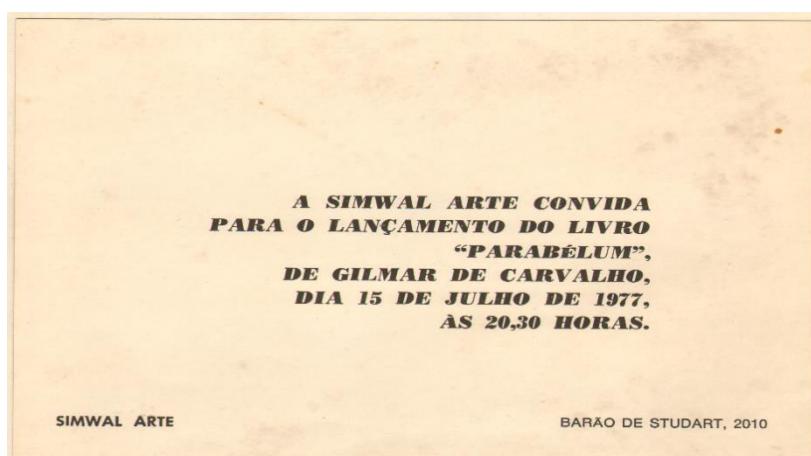 A SIMWAL ARTE CONVIDA
PARA O LANÇAMENTO DO LIVRO
“PARABÉLUM”,
DE GILMAR DE CARVALHO,
DIA 15 DE JULHO DE 1977,
ÀS 20,30 HORAS.
SIMWAL ARTE
BARÃO DE STUDART, 2010